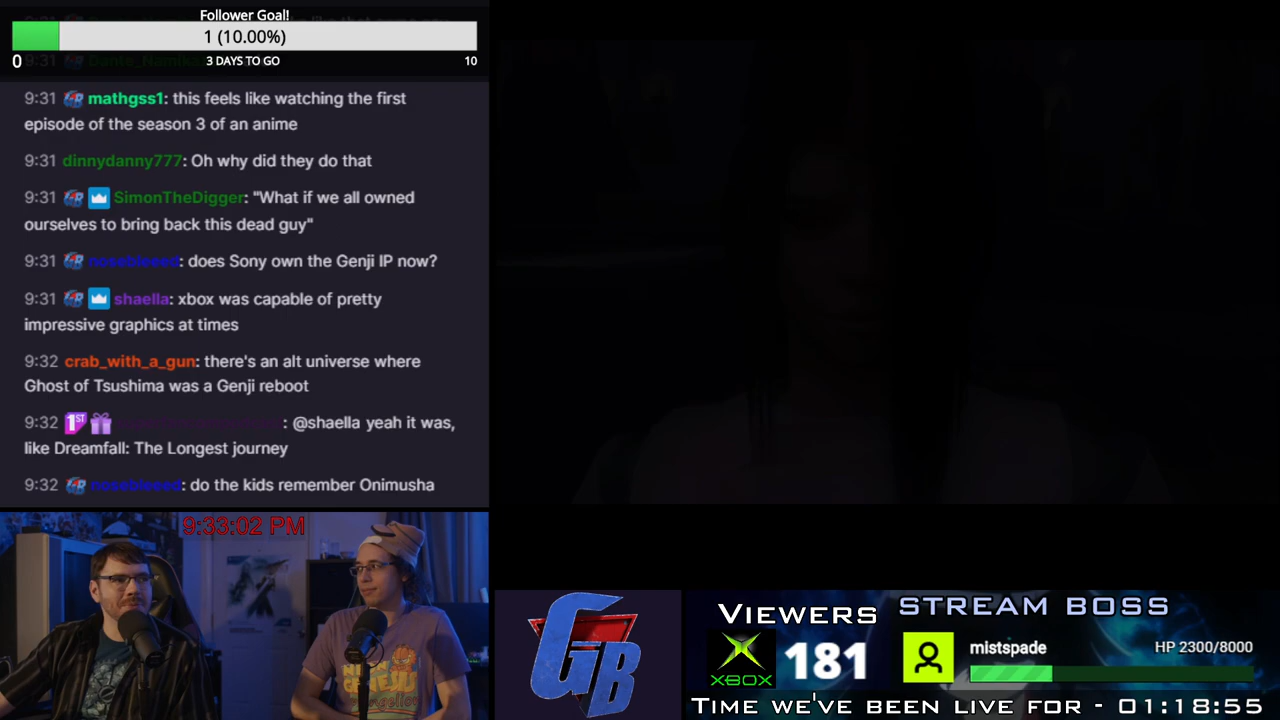 Follower Goal!
1 (10.00%)
0
3 DAYS TO GO
10
9:31 mathgss1: this feels like watching the first
episode of the season 3 of an anime
9:31 dinnydanny777: Oh why did they do that
9:31 SimonTheDigger: "What if we all owned
ourselves to bring back this dead guy"
9:31 nosebleeed: does Sony own the Genji IP now?
9:31 shaella: xbox was capable of pretty
impressive graphics at times
9:32 crab_with_a_gun: there's an alt universe where
Ghost of Tsushima was a Genji reboot
9:32 1ST : @shaella yeah it was,
like Dreamfall: The Longest journey
9:32 nosebleeed: do the kids remember Onimusha
9:33:02 PM
GB
VIEWERS
XBOX
181
STREAM BOSS
mistspade
HP 2300/8000
TIME WE'VE BEEN LIVE FOR - 01:18:55